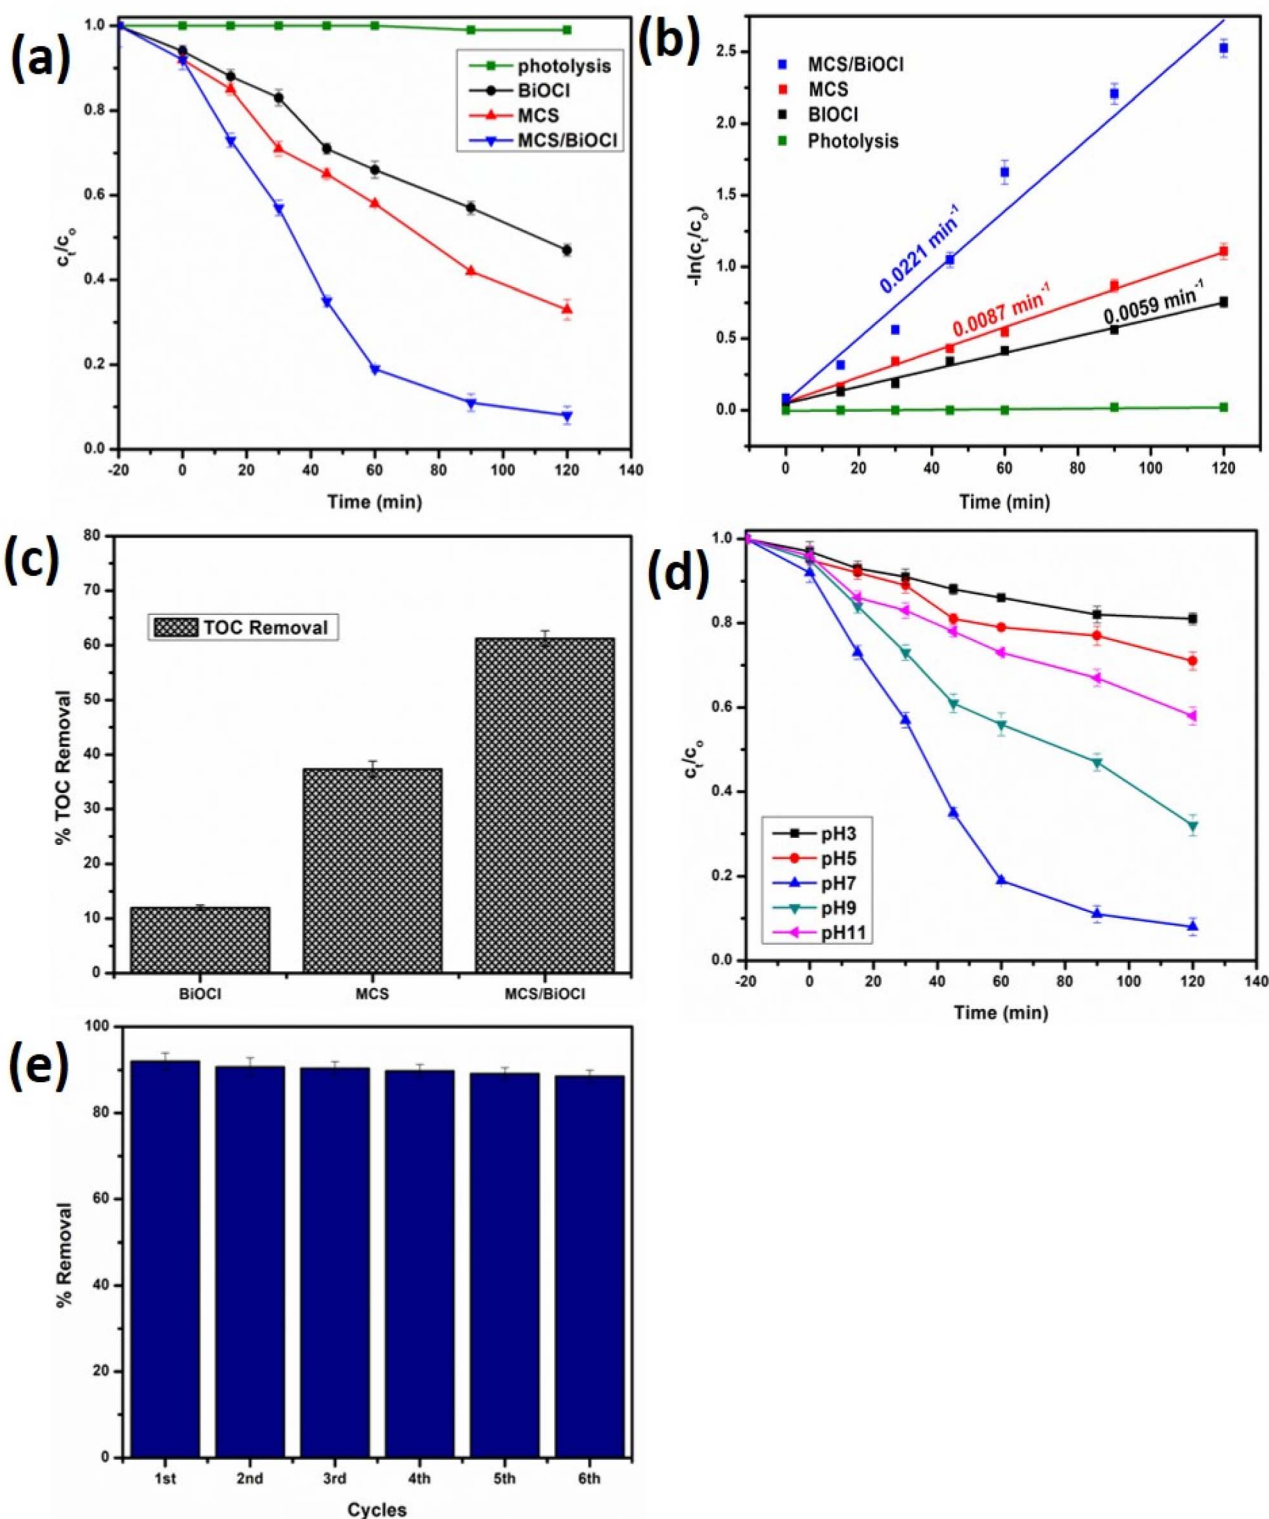 (a)
1.0
0.8
0.6
0.4
0.2
0.0
cₜ/cₒ
photolysis
BiOCl
MCS
MCS/BiOCl
-20 0 20 40 60 80 100 120 140
Time (min)
(b)
2.5
2.0
1.5
1.0
0.5
0.0
-ln(cₜ/cₒ)
MCS/BiOCl
MCS
BIOCl
Photolysis
0.0221 min⁻¹
0.0087 min⁻¹
0.0059 min⁻¹
0 20 40 60 80 100 120
Time (min)
(c)
80
70
60
50
40
30
20
10
0
% TOC Removal
TOC Removal
BiOCl MCS MCS/BiOCl
(d)
1.0
0.8
0.6
0.4
0.2
0.0
cₜ/cₒ
pH3
pH5
pH7
pH9
pH11
-20 0 20 40 60 80 100 120 140
Time (min)
(e)
100
80
60
40
20
0
% Removal
1st 2nd 3rd 4th 5th 6th
Cycles